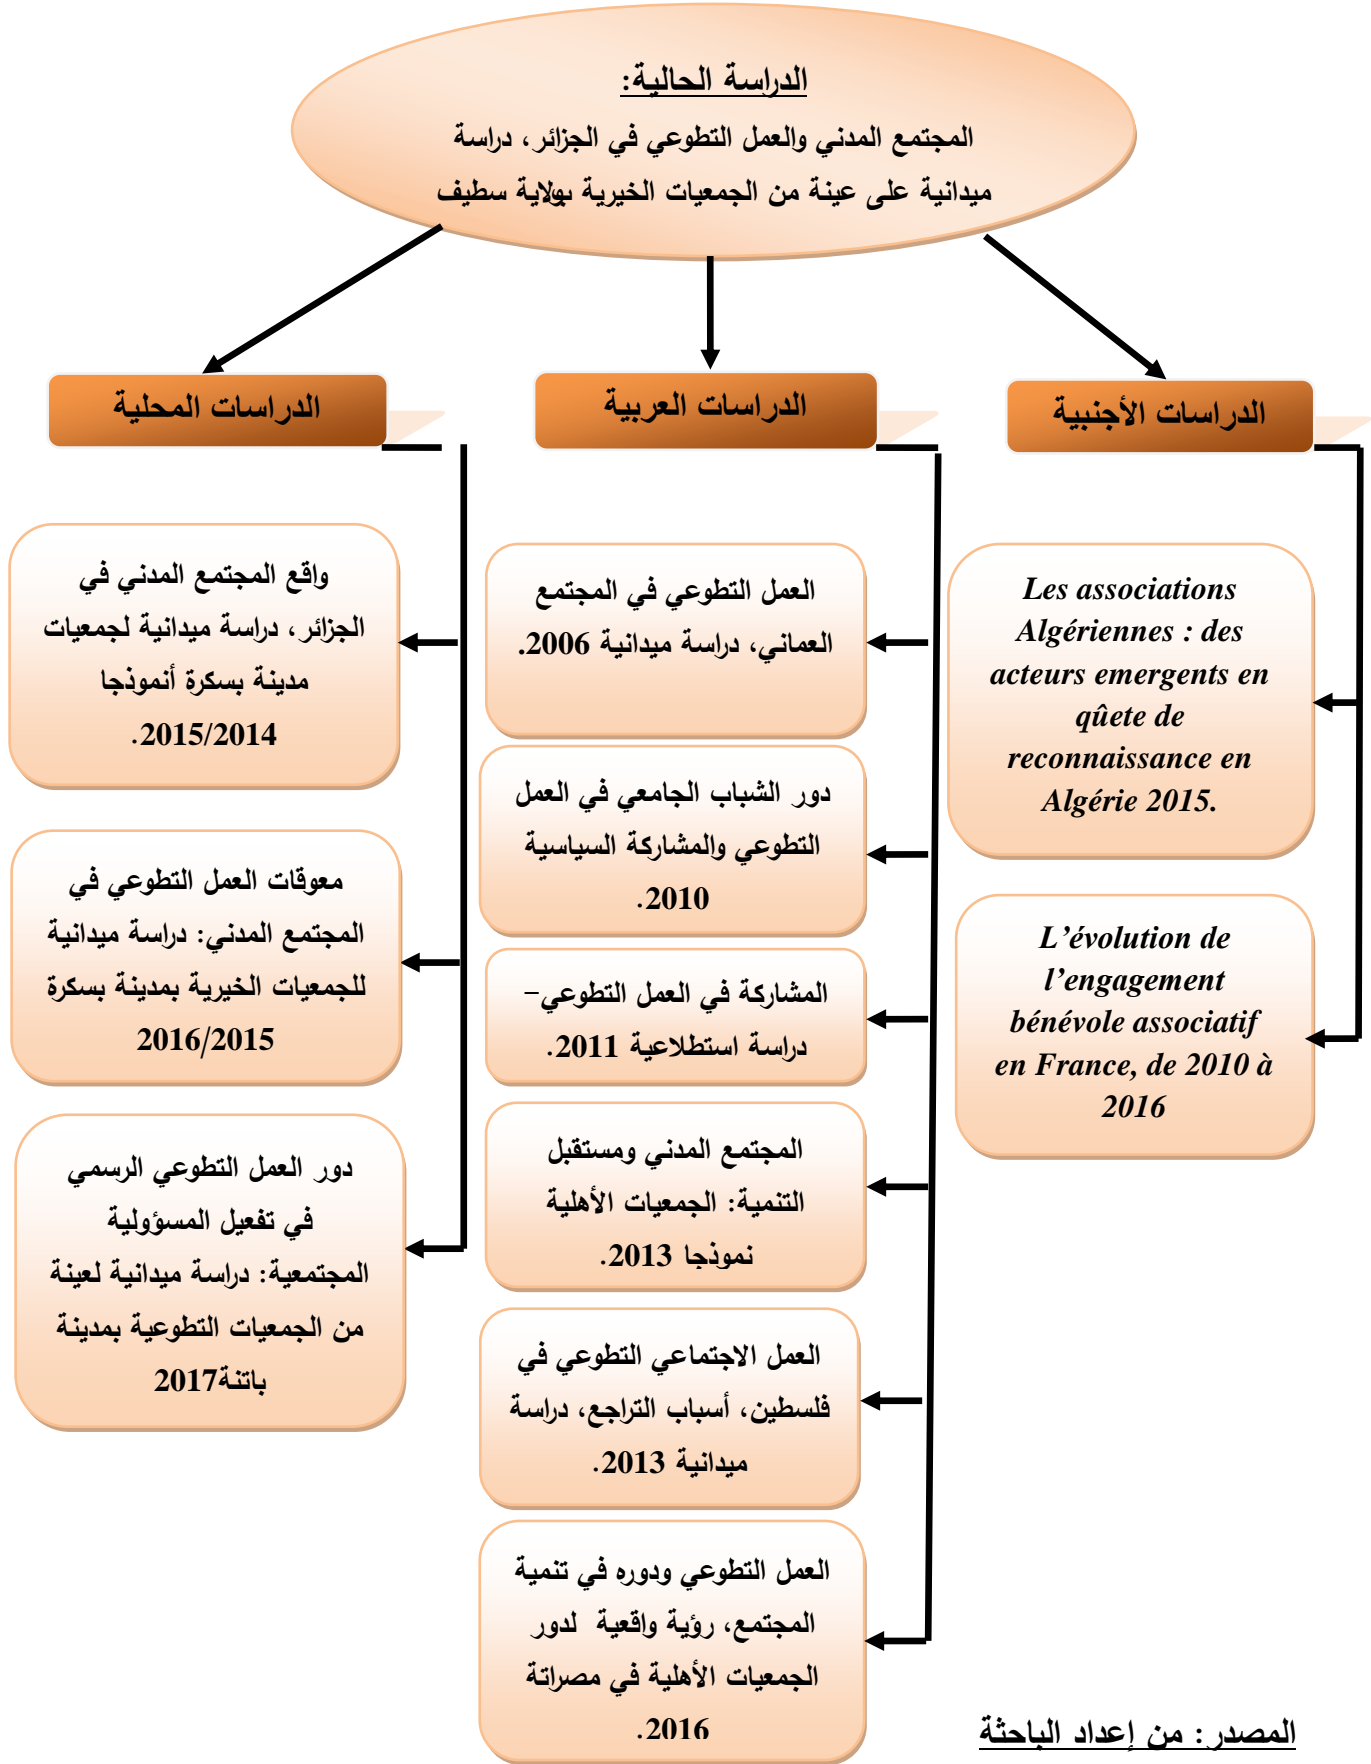 الدراسة الحالية:
المجتمع المدني والعمل التطوعي في الجزائر، دراسة
ميدانية على عينة من الجمعيات الخيرية بولاية سطيف
الدراسات الأجنبية
Les associations
Algériennes : des
acteurs emergents en
qûete de
reconnaissance en
Algérie 2015.
L’évolution de
l’engagement
bénévole associatif
en France, de 2010 à
2016
الدراسات العربية
العمل التطوعي في المجتمع
العماني، دراسة ميدانية 2006.
دور الشباب الجامعي في العمل
التطوعي والمشاركة السياسية
2010.
المشاركة في العمل التطوعي–
دراسة استطلاعية 2011.
المجتمع المدني ومستقبل
التنمية: الجمعيات الأهلية
نموذجا 2013.
العمل الاجتماعي التطوعي في
فلسطين، أسباب التراجع، دراسة
ميدانية 2013.
العمل التطوعي ودوره في تنمية
المجتمع، رؤية واقعية لدور
الجمعيات الأهلية في مصراتة
2016.
الدراسات المحلية
واقع المجتمع المدني في
الجزائر، دراسة ميدانية لجمعيات
مدينة بسكرة أنموذجا
2015/2014.
معوقات العمل التطوعي في
المجتمع المدني: دراسة ميدانية
للجمعيات الخيرية بمدينة بسكرة
2016/2015
دور العمل التطوعي الرسمي
في تفعيل المسؤولية
المجتمعية: دراسة ميدانية لعينة
من الجمعيات التطوعية بمدينة
باتنة2017
المصدر: من إعداد الباحثة